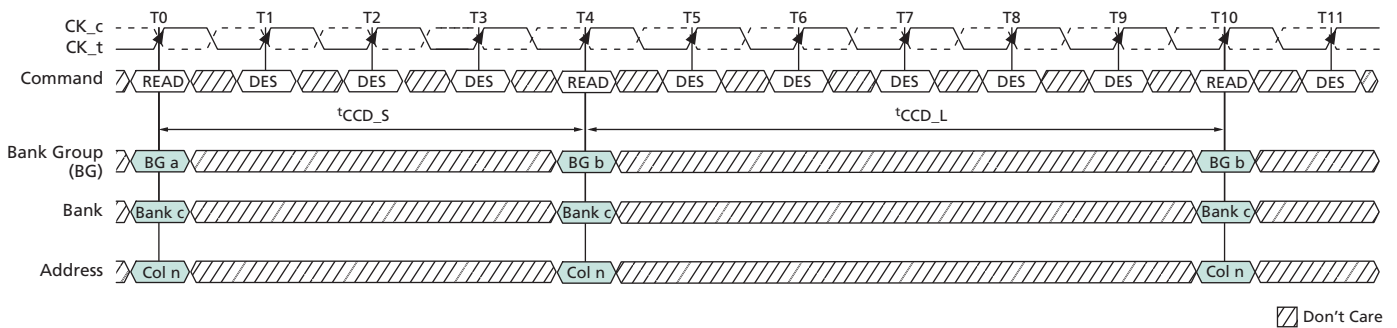 T0 T1 T2 T3 T4 T5 T6 T7 T8 T9 T10 T11
CK_c
CK_t
Command READ DES DES DES READ DES DES DES DES DES READ DES
tCCD_S tCCD_L
Bank Group
(BG)
BG a BG b BG b
Bank Bank c Bank c Bank c
Address Col n Col n Col n
Don't Care